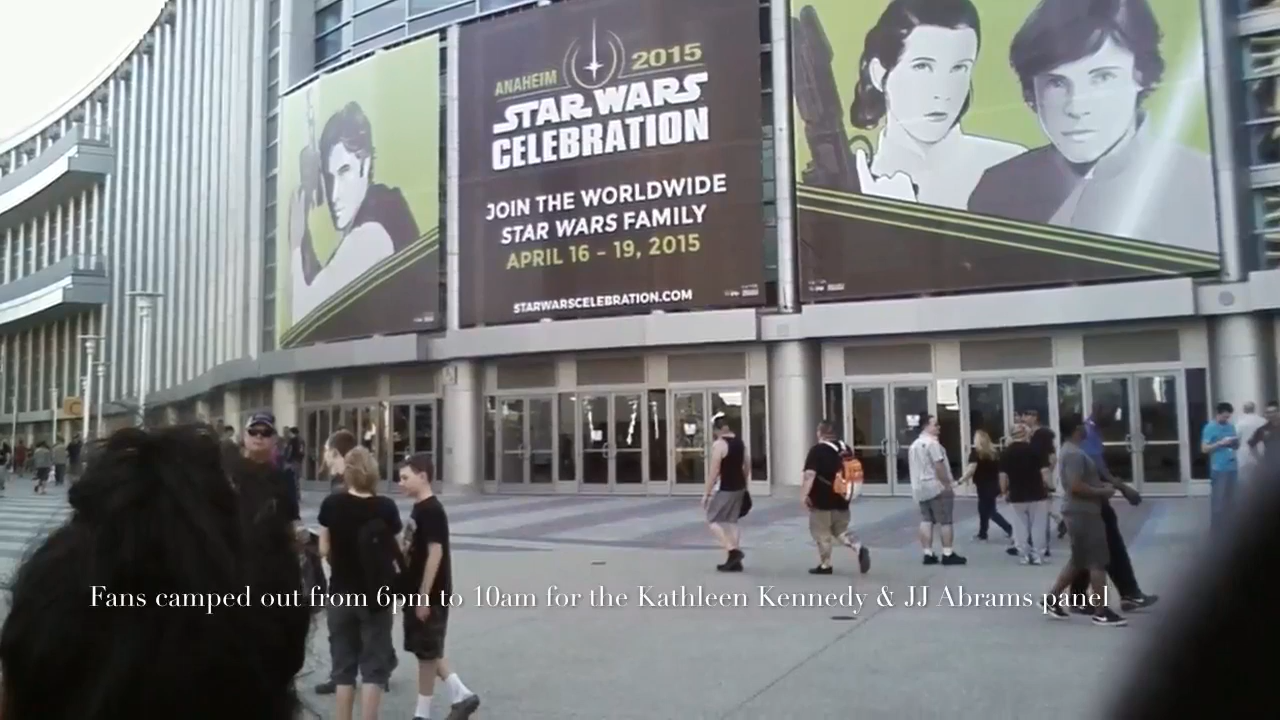 ANAHEIM 2015
STAR WARS
CELEBRATION
JOIN THE WORLDWIDE
STAR WARS FAMILY
APRIL 16 - 19, 2015
STARWARSCELEBRATION.COM
Fans camped out from 6pm to 10am for the Kathleen Kennedy & JJ Abrams panel